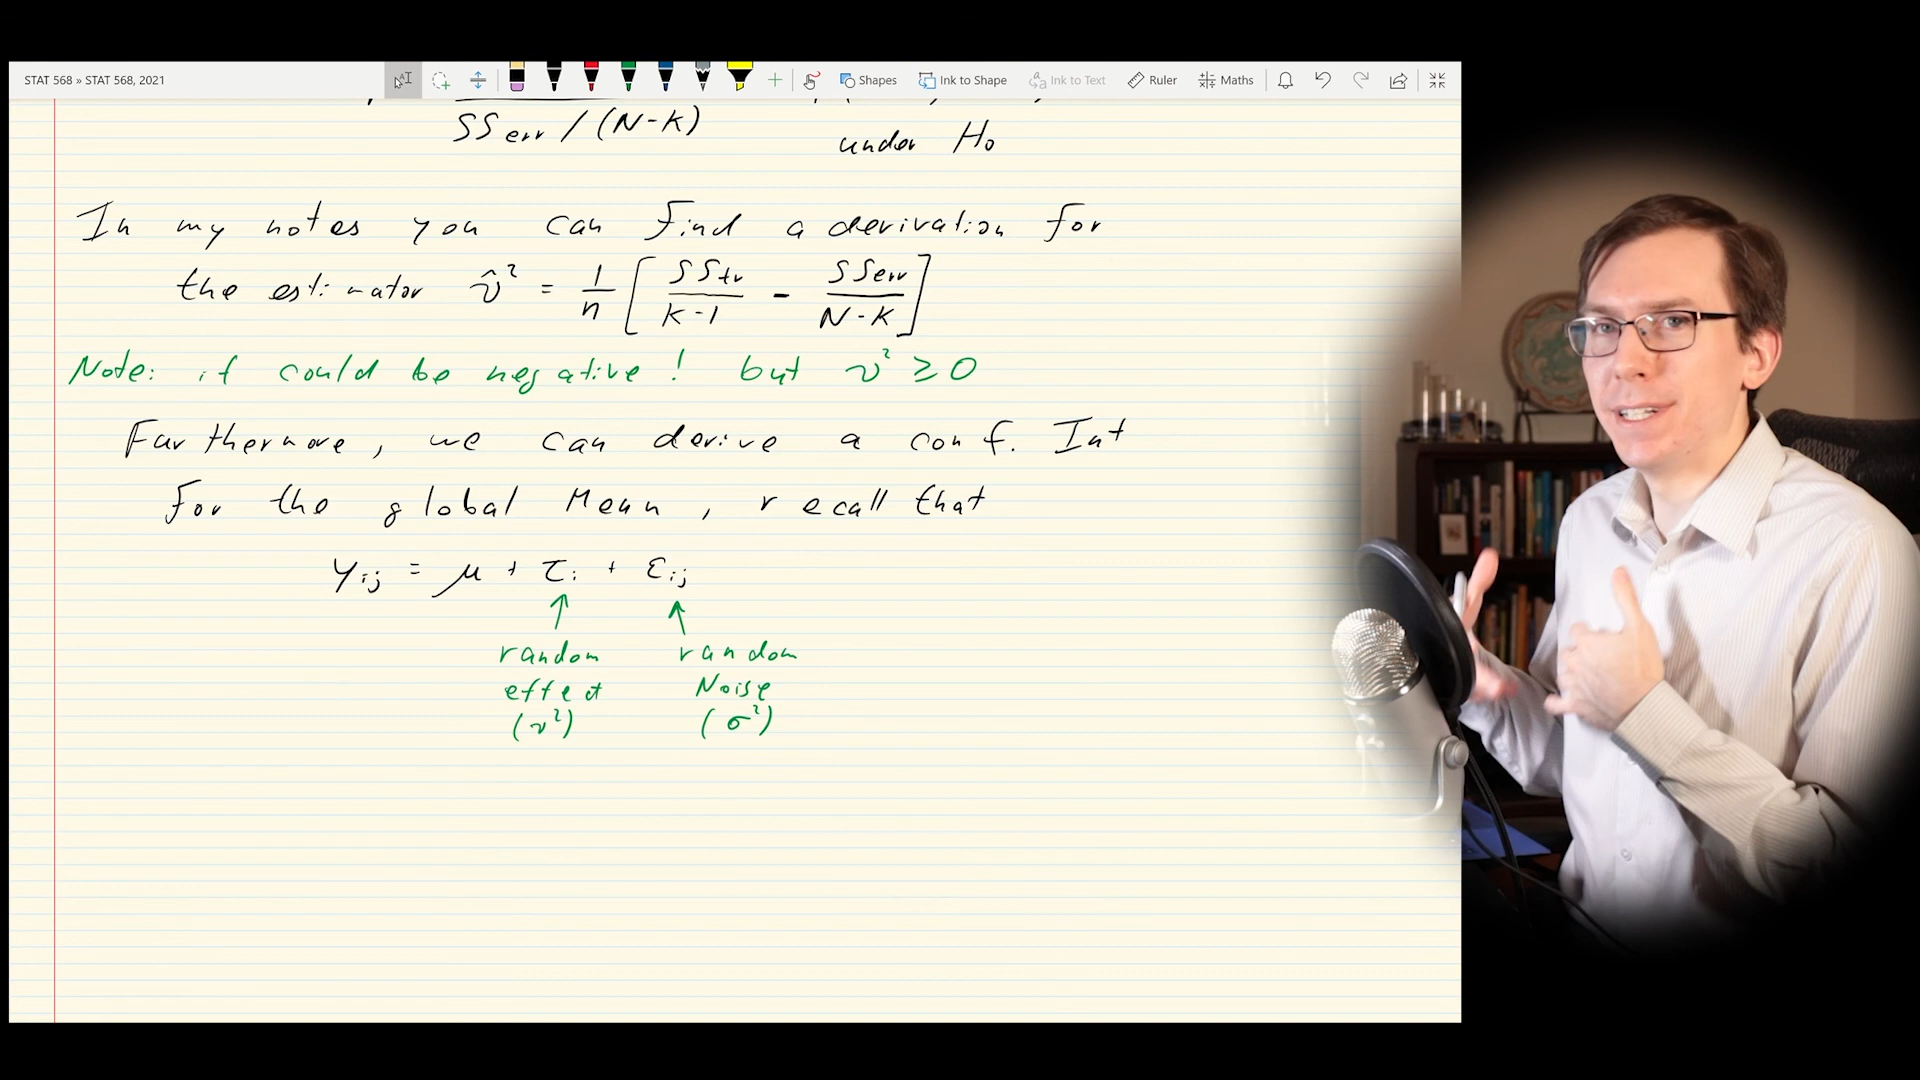 STAT 568 » STAT 568, 2021
Shapes Ink to Shape Ink to Text Ruler Maths
SSerr / (N-K)
under H₀
In my notes you can find a derivation for
the estimator ν̂² = 1/n [ SStr/(K-1) - SSerr/(N-K) ]
Note: it could be negative! but ν² ≥ 0
Furthermore, we can derive a conf. Int
For the global Mean, recall that
yᵢⱼ = μ + τᵢ + εᵢⱼ
↑ ↑
random random
effect Noise
(ν²) (σ²)